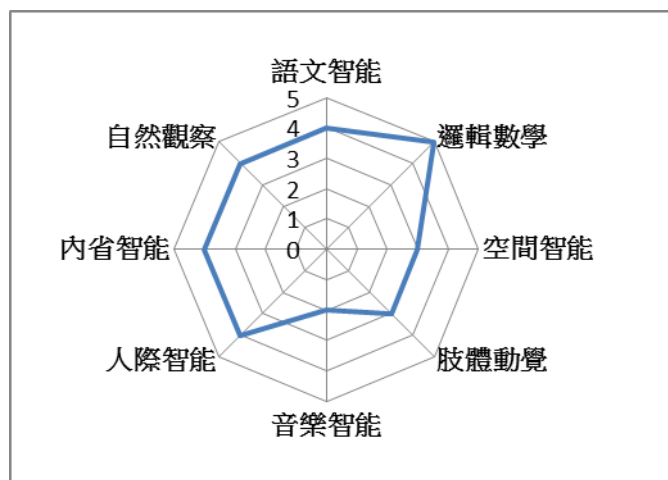 語文智能
5
4
3
2
1
0
自然觀察
邏輯數學
內省智能
空間智能
人際智能
肢體動覺
音樂智能